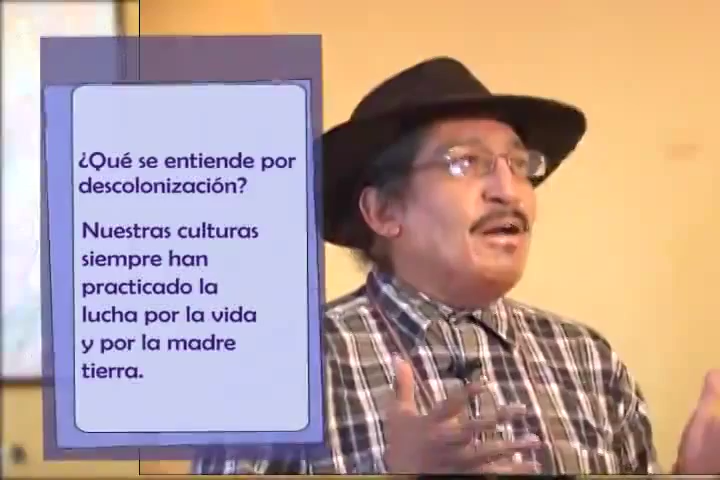 ¿Qué se entiende por
descolonización?
Nuestras culturas
siempre han
practicado la
lucha por la vida
y por la madre
tierra.